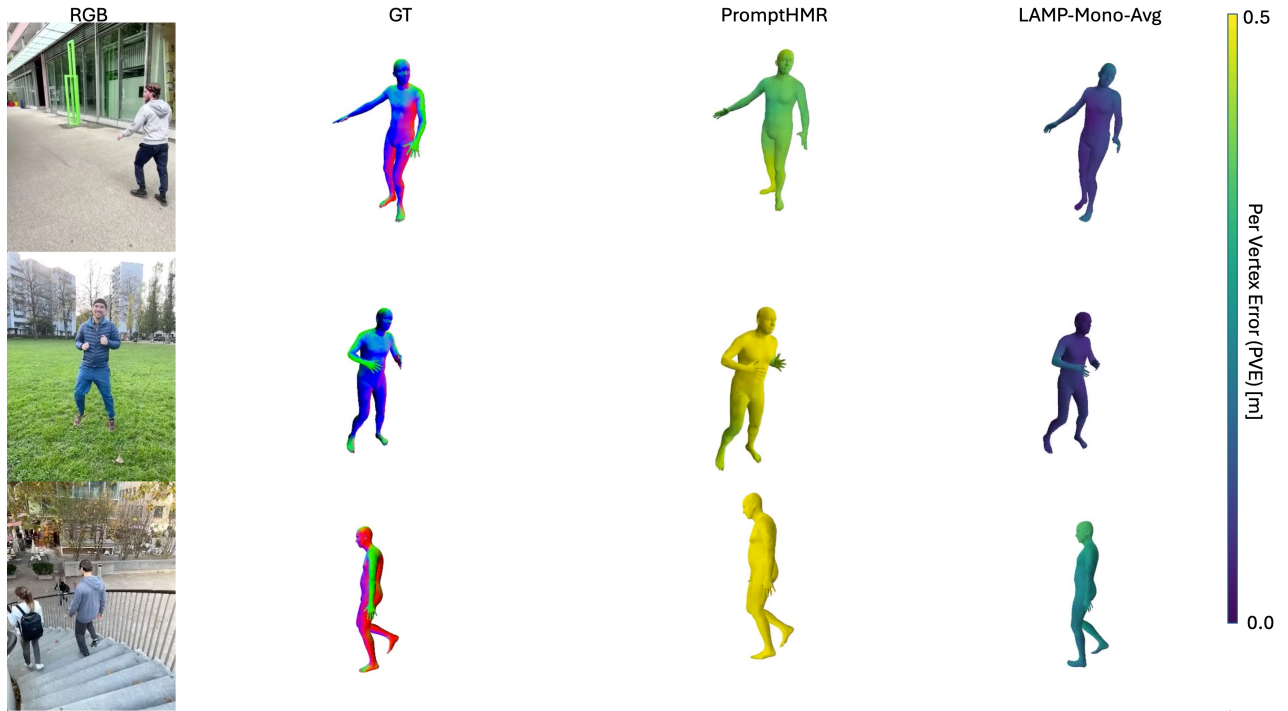 RGB
GT
PromptHMR
LAMP-Mono-Avg
0.5
Per Vertex Error (PVE) [m]
0.0